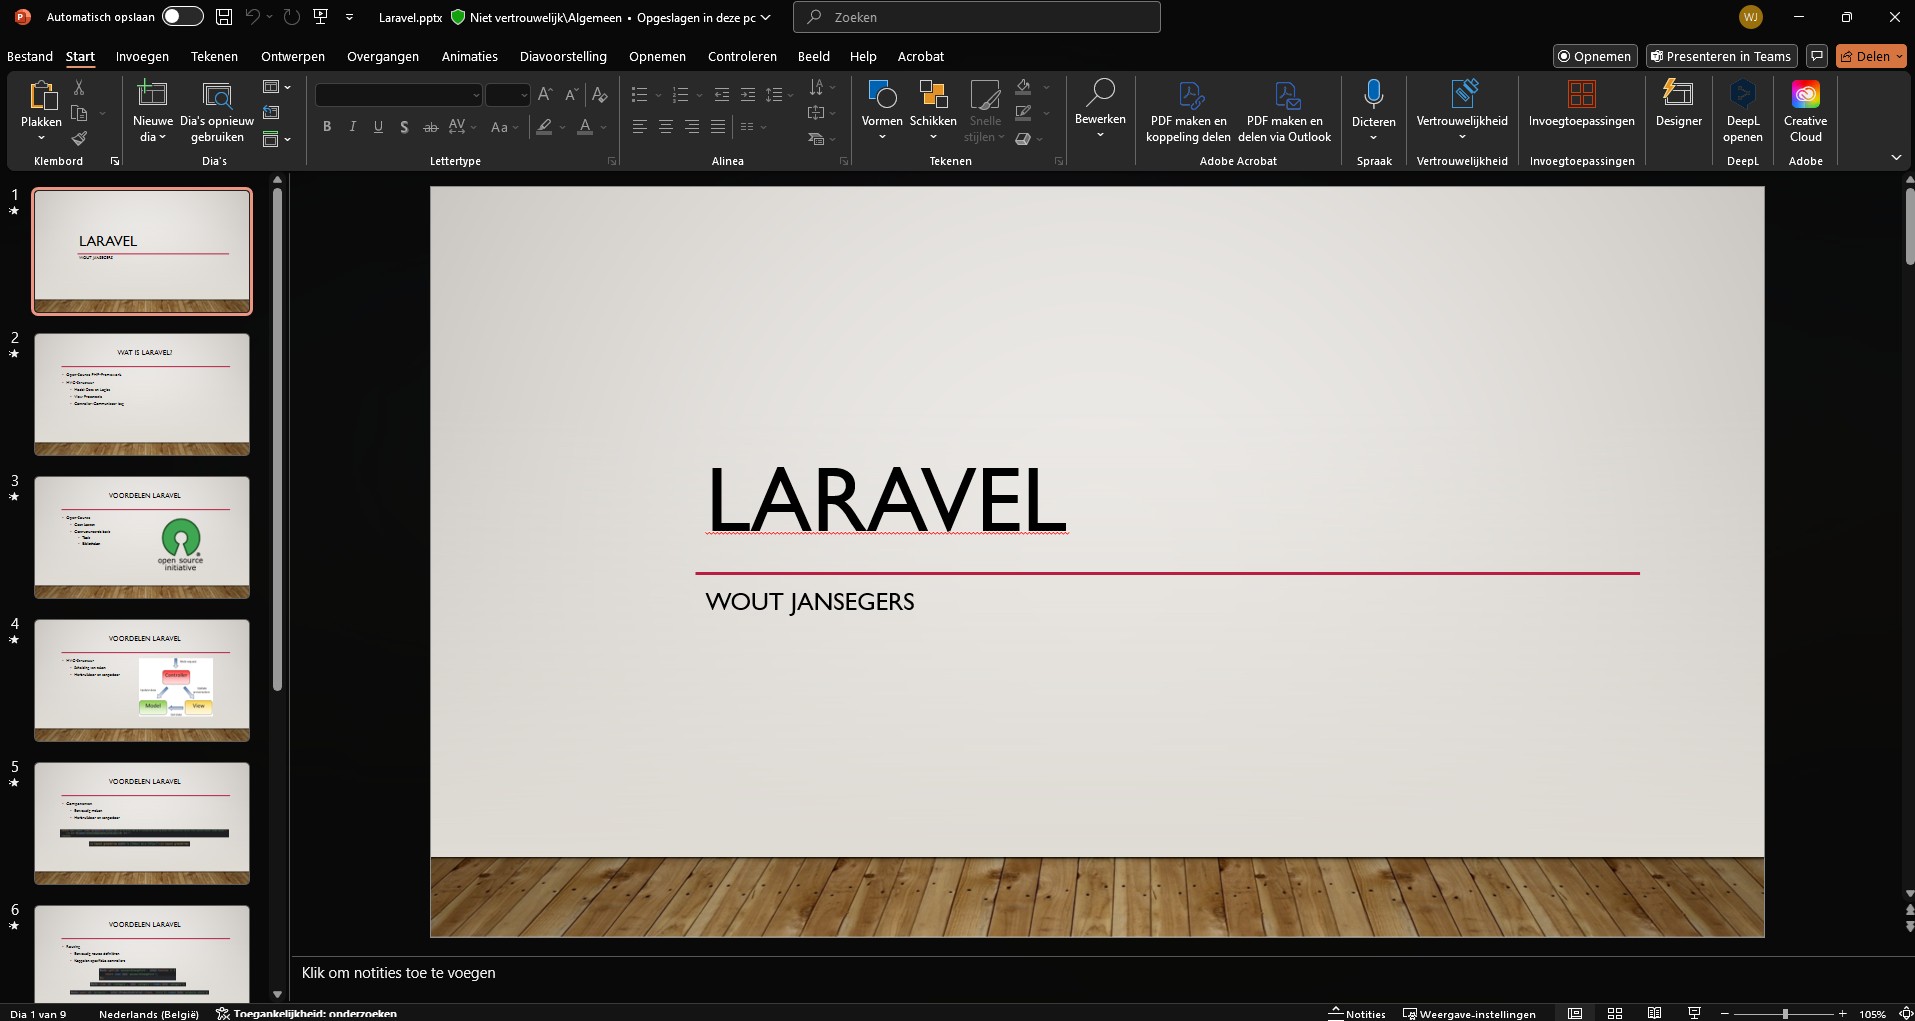 Automatisch opslaan
Laravel.pptx
Niet vertrouwelijk\Algemeen • Opgeslagen in deze pc
Zoeken
WJ
Bestand Start Invoegen Tekenen Ontwerpen Overgangen Animaties Diavoorstelling Opnemen Controleren Beeld Help Acrobat
Opnemen
Presenteren in Teams
Delen
Plakken
Klembord
Nieuwe dia
Dia's opnieuw gebruiken
Dia's
Lettertype
Alinea
Vormen
Schikken
Snelle stijlen
Tekenen
Bewerken
PDF maken en koppeling delen
PDF maken en delen via Outlook
Adobe Acrobat
Dicteren
Spraak
Vertrouwelijkheid
Vertrouwelijkheid
Invoegtoepassingen
Invoegtoepassingen
Designer
DeepL openen
DeepL
Creative Cloud
Adobe
1
LARAVEL
WOUT JANSEGERS
2
WAT IS LARAVEL?
3
VOORDELEN LARAVEL
Open-Source
open source
initiative
4
VOORDELEN LARAVEL
Controller
Model
View
5
VOORDELEN LARAVEL
6
VOORDELEN LARAVEL
Routing
LARAVEL
WOUT JANSEGERS
Klik om notities toe te voegen
Dia 1 van 9
Nederlands (België)
Toegankelijkheid: onderzoeken
Notities
Weergave-instellingen
105%